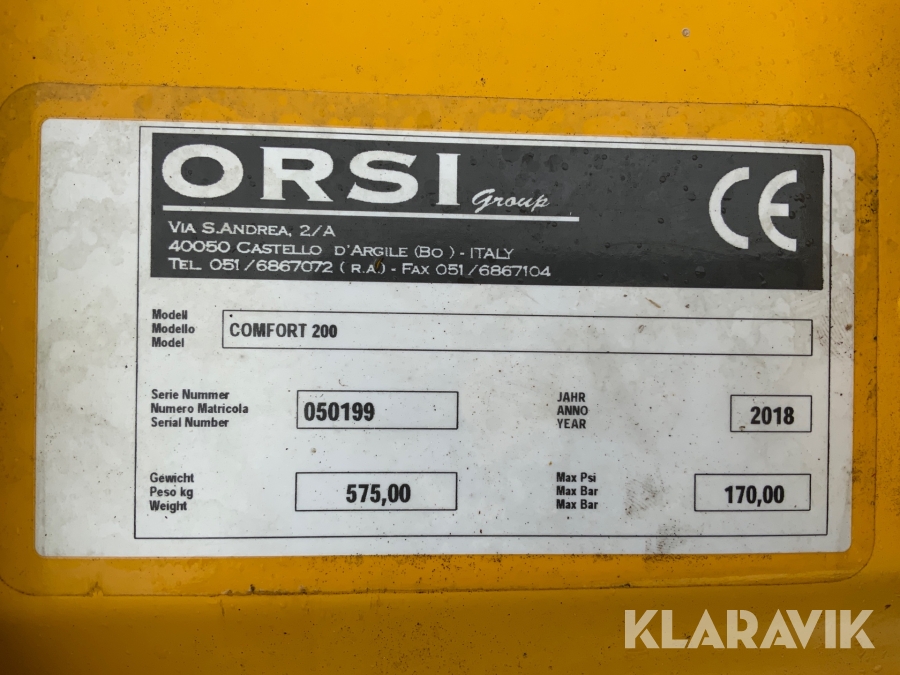 ORSI Group
CE
VIA S.ANDREA, 2/A
40050 CASTELLO D'ARGILE (BO) - ITALY
TEL. 051/6867072 (R.A) - FAX 051/6867104
Modell
Modello
Model
COMFORT 200
Serie Nummer
Numero Matricola
Serial Number
050199
JAHR
ANNO
YEAR
2018
Gewicht
Peso kg
Weight
575,00
Max Psi
Max Bar
Max Bar
170,00
KLARAVIK